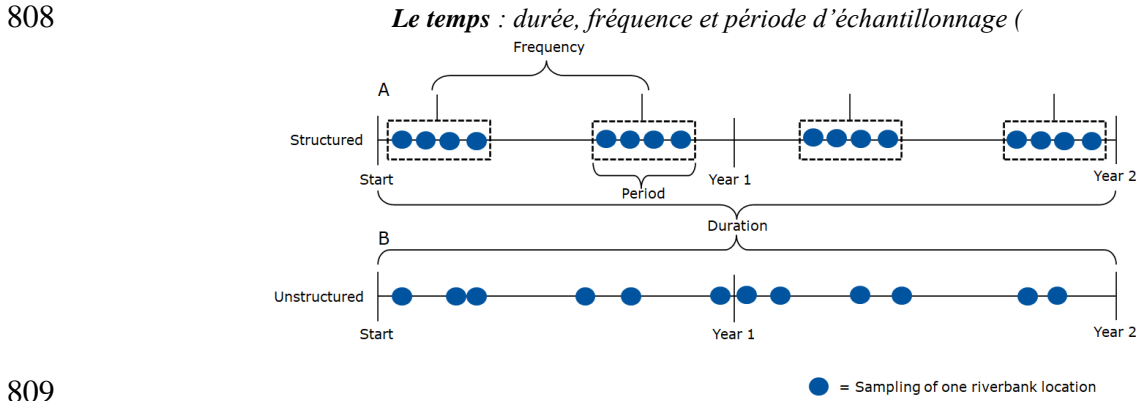 808
Le temps : durée, fréquence et période d’échantillonnage (
Frequency
A
Structured
Start
Period
Year 1
Year 2
Duration
B
Unstructured
Start
Year 1
Year 2
= Sampling of one riverbank location
809